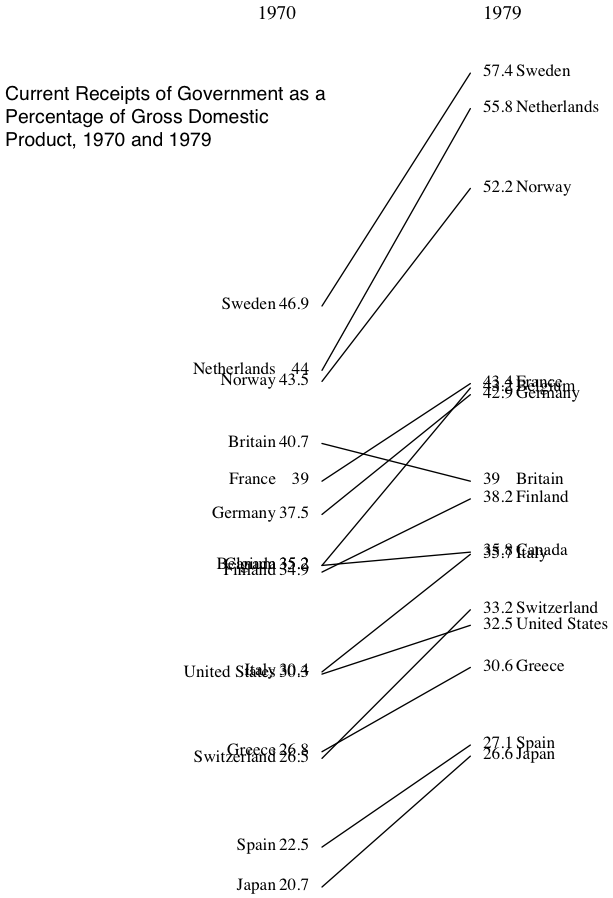 1970
1979
Current Receipts of Government as a
Percentage of Gross Domestic
Product, 1970 and 1979
57.4 Sweden
55.8 Netherlands
52.2 Norway
Sweden 46.9
Netherlands 44
Norway 43.5
43.4 France
43.2 Belgium
42.9 Germany
Britain 40.7
France 39
39 Britain
Germany 37.5
38.2 Finland
Belgium 35.2
Canada 35.2
Finland 34.9
35.8 Canada
35.7 Italy
33.2 Switzerland
32.5 United States
Italy 30.4
United States 30.3
30.6 Greece
Greece 26.8
Switzerland 26.5
27.1 Spain
26.6 Japan
Spain 22.5
Japan 20.7